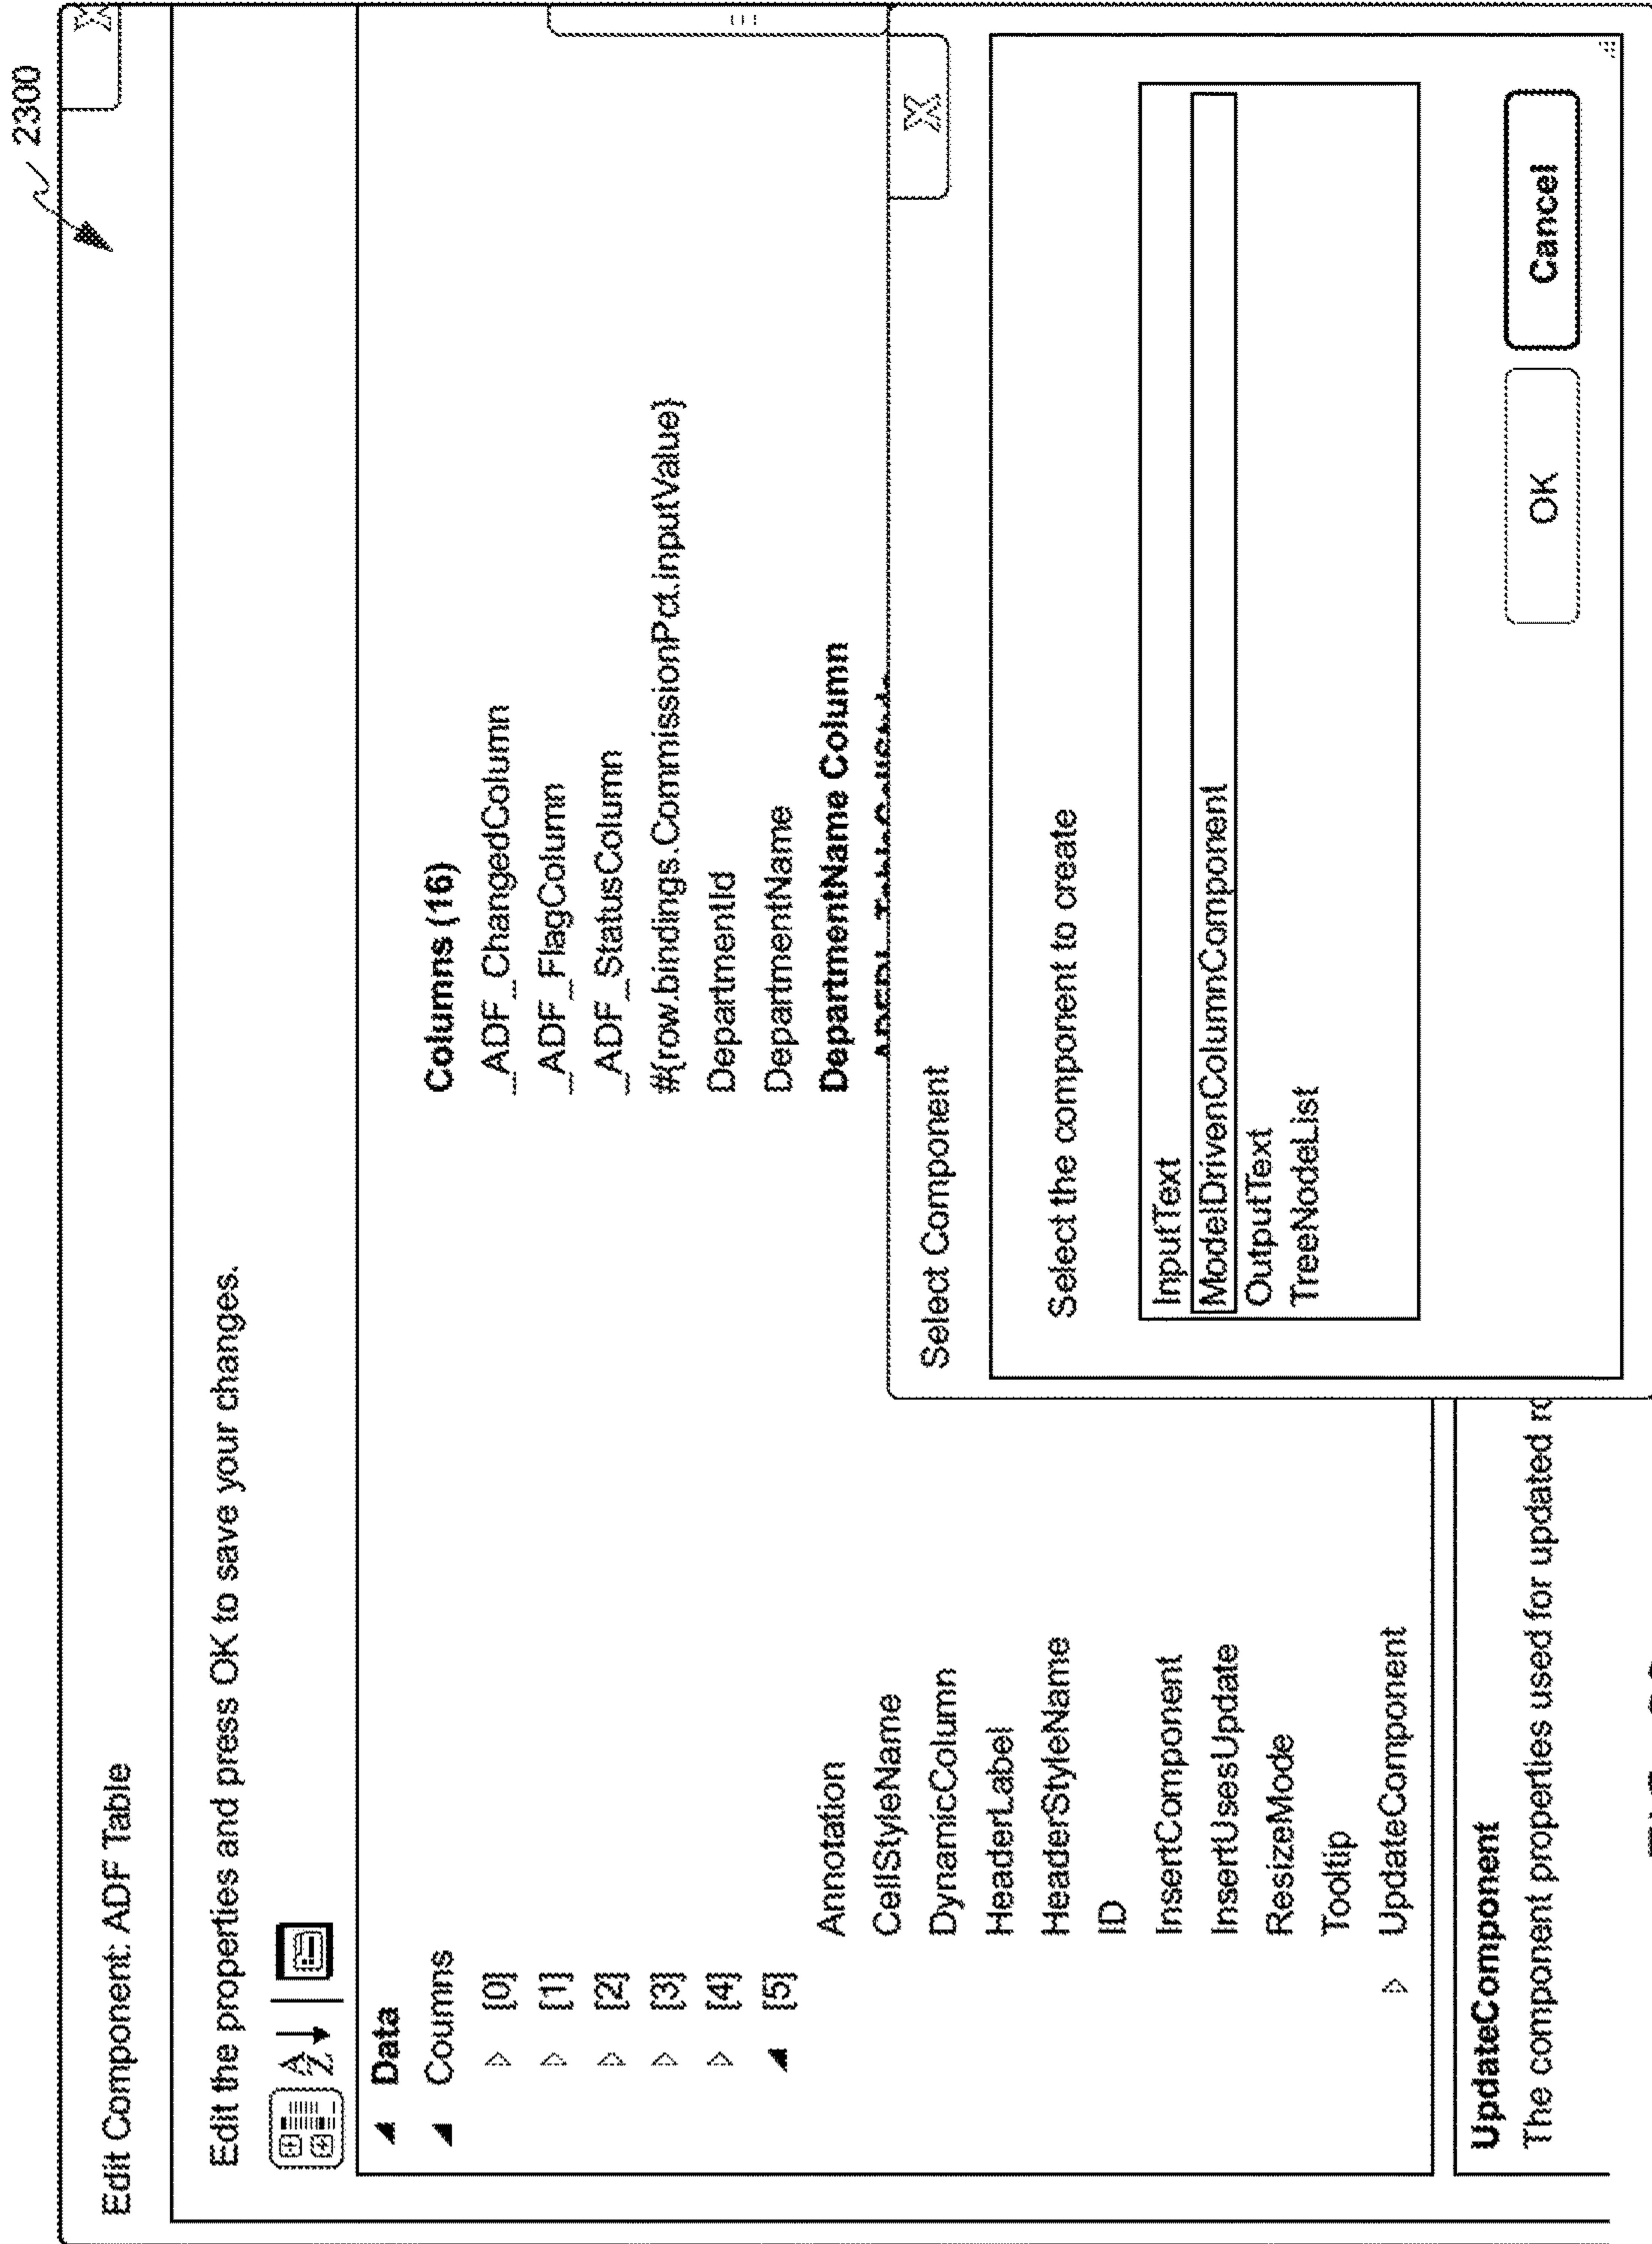 2300
Edit Component: ADF Table
X
Edit the properties and press OK to save your changes.
Data
Coumns
Columns (16)
[0]
_ADF_ChangedColumn
[1]
_ADF_FlagColumn
[2]
_ADF_StatusColumn
[3]
#{row.bindings.CommissionPct.inputValue}
[4]
DepartmentId
[5]
DepartmentName
Annotation
DepartmentName Column
CellStyleName
DynamicColumn
HeaderLabel
HeaderStyleName
ID
InsertComponent
InsertUsesUpdate
ResizeMode
Tooltip
UpdateComponent
UpdateComponent
The component properties used for updated ro
Select Component
X
Select the component to create
InputText
ModelDrivenColumnComponent
OutputText
TreeNodeList
OK
Cancel